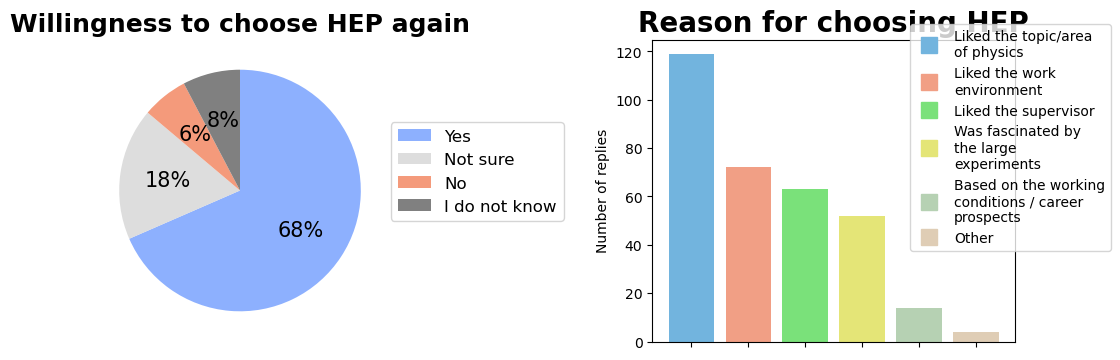 Willingness to choose HEP again
8%
6%
18%
68%
Yes
Not sure
No
I do not know
Reason for choosing HEP
Number of replies
120
100
80
60
40
20
0
Liked the topic/area
of physics
Liked the work
environment
Liked the supervisor
Was fascinated by
the large
experiments
Based on the working
conditions / career
prospects
Other